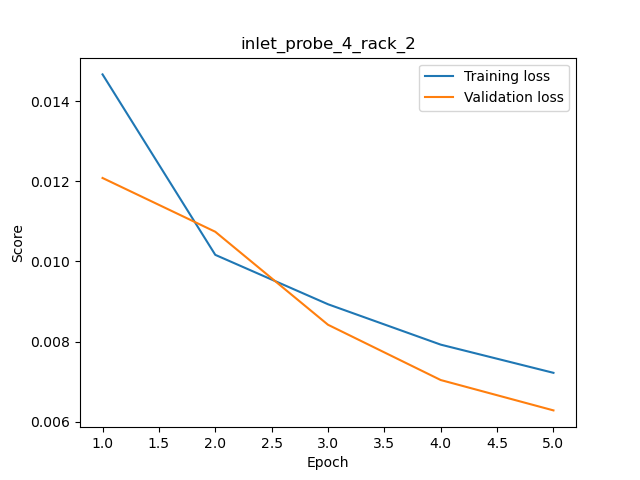 inlet_probe_4_rack_2
Training loss
Validation loss
0.014
0.012
0.010
0.008
0.006
Score
1.0 1.5 2.0 2.5 3.0 3.5 4.0 4.5 5.0
Epoch